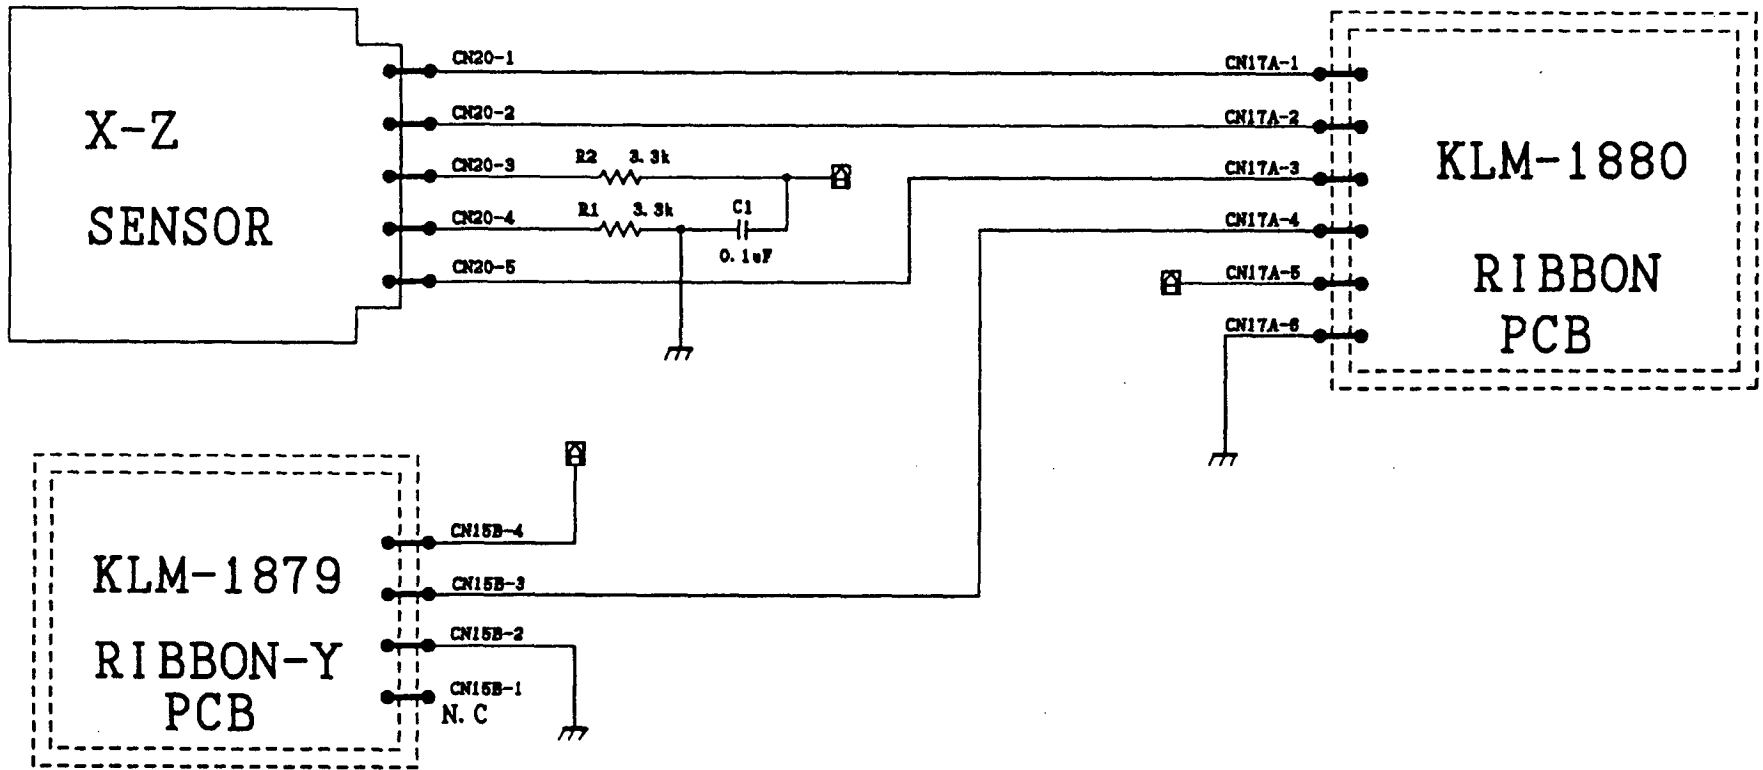 X-Z
SENSOR
CN20-1
CN20-2
CN20-3
CN20-4
CN20-5
R2 3.3k
R1 3.3k
C1
0.1uF
CN17A-1
CN17A-2
CN17A-3
CN17A-4
CN17A-5
CN17A-6
KLM-1880
RIBBON
PCB
KLM-1879
RIBBON-Y
PCB
CN15B-4
CN15B-3
CN15B-2
CN15B-1
N.C